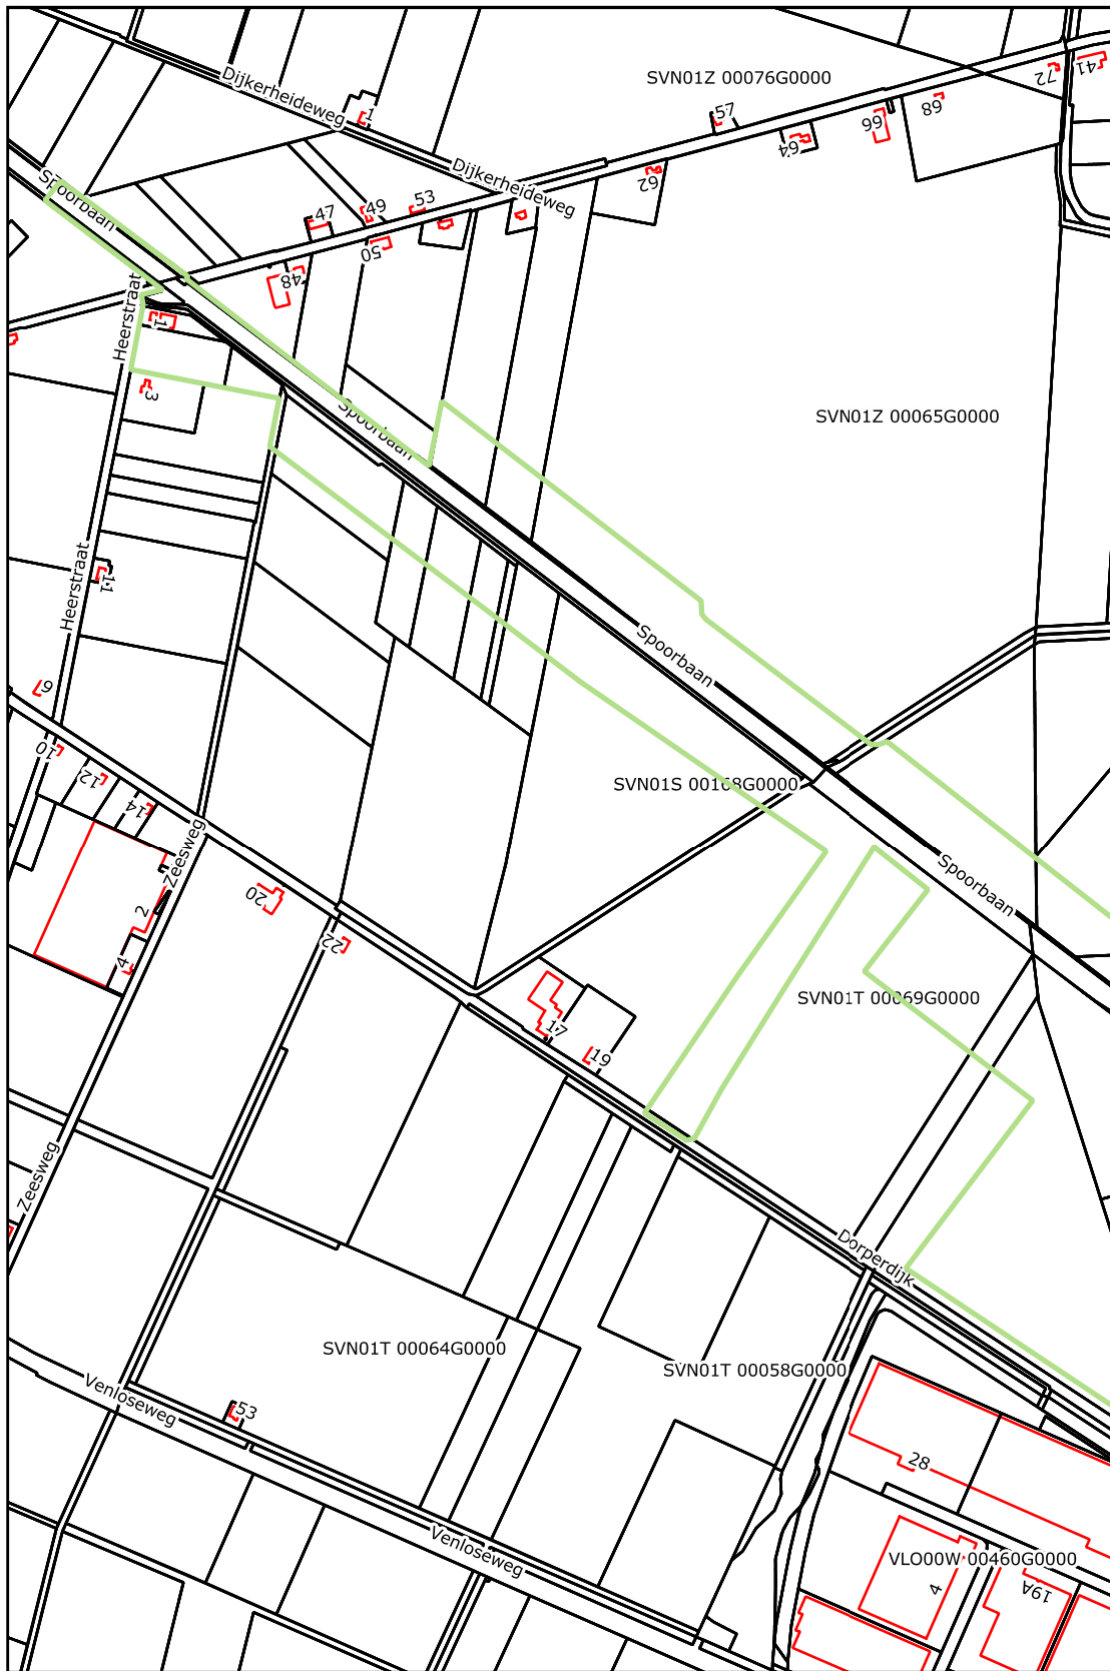 41
72
SVN01Z 00076G0000
Dijkerheideweg
1
57
68
66
64
Dijkerheideweg
62
Spoorbaan
53
49
47
50
48
Heerstraat
1
3
Spoorbaan
SVN01Z 00065G0000
11
Heerstraat
Spoorbaan
9
10
12
14
SVN01S 00168G0000
Zeesweg
Spoorbaan
20
2
22
4
SVN01T 00069G0000
17
19
Zeesweg
Dorperdijk
SVN01T 00064G0000
SVN01T 00058G0000
Venloseweg
53
28
Venloseweg
VLO00W 00460G0000
4
19A